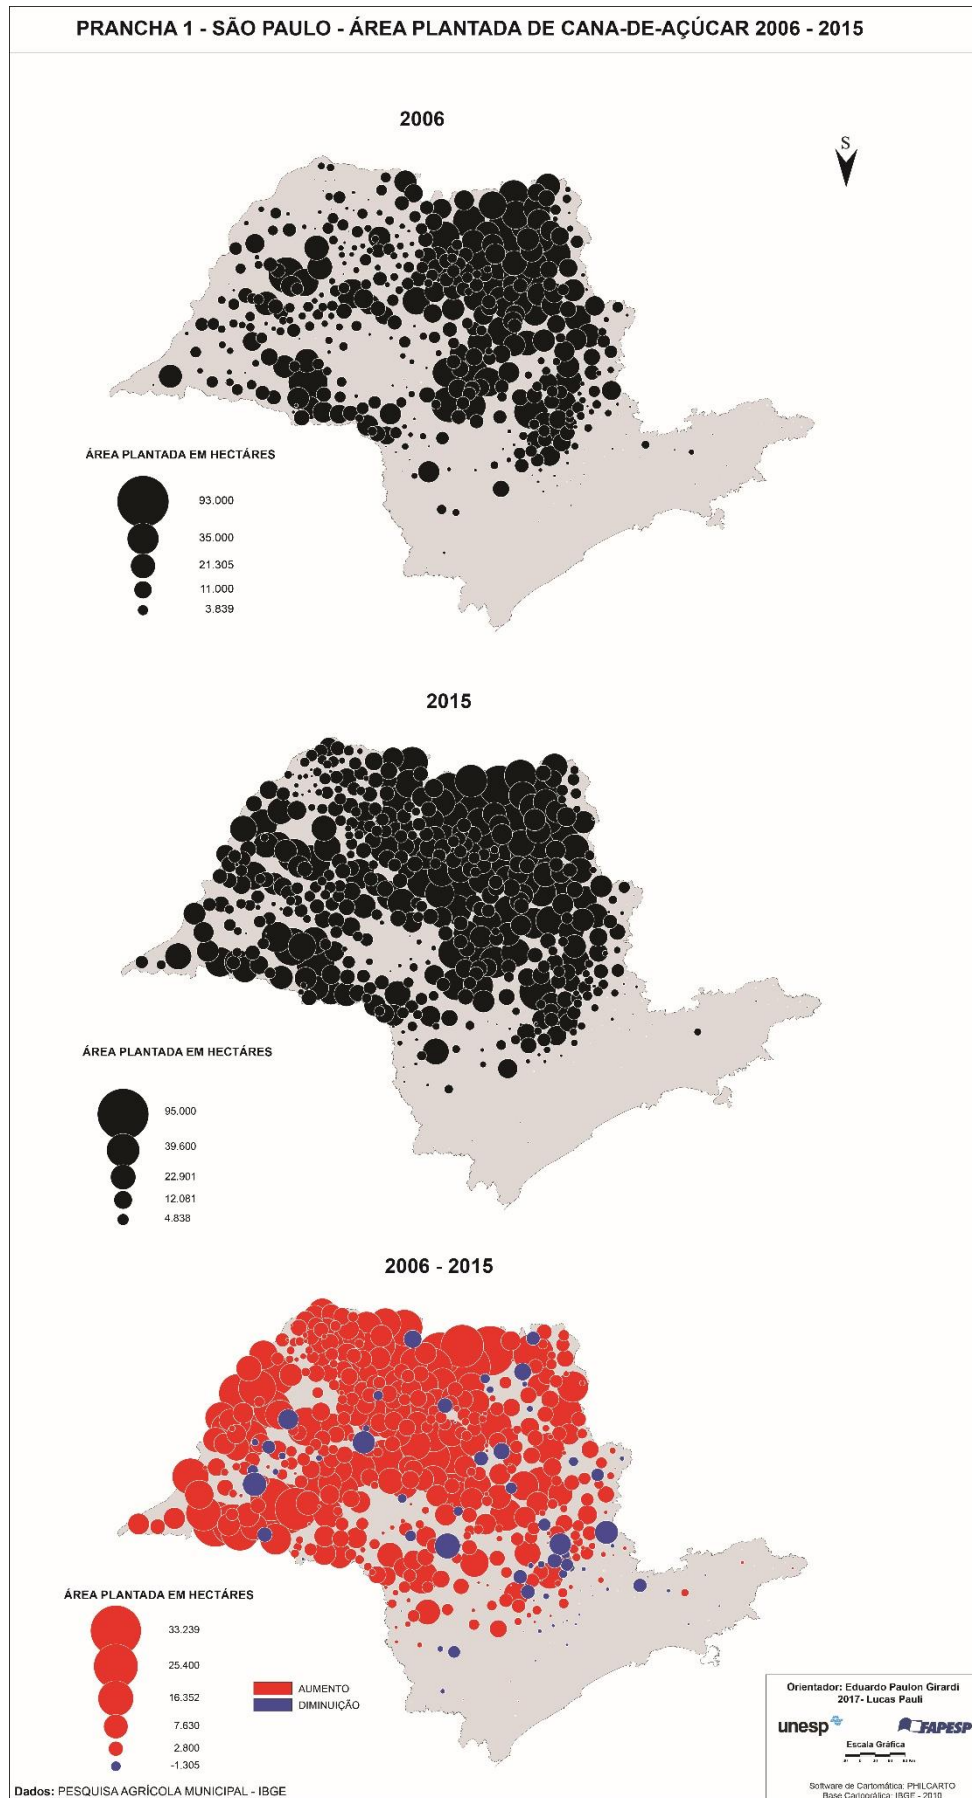 PRANCHA 1 - SÃO PAULO - ÁREA PLANTADA DE CANA-DE-AÇÚCAR 2006 - 2015
2006
S
ÁREA PLANTADA EM HECTÁRES
93.000
35.000
21.305
11.000
3.839
2015
ÁREA PLANTADA EM HECTÁRES
95.000
39.600
22.901
12.081
4.838
2006 - 2015
ÁREA PLANTADA EM HECTÁRES
33.239
25.400
16.352
7.630
2.800
-1.305
AUMENTO
DIMINUIÇÃO
Orientador: Eduardo Paulon Girardi
2017- Lucas Pauli
unesp
FAPESP
Escala Gráfica
Software de Cartomática: PHILCARTO
Base Cartográfica: IBGE - 2010
Dados: PESQUISA AGRÍCOLA MUNICIPAL - IBGE